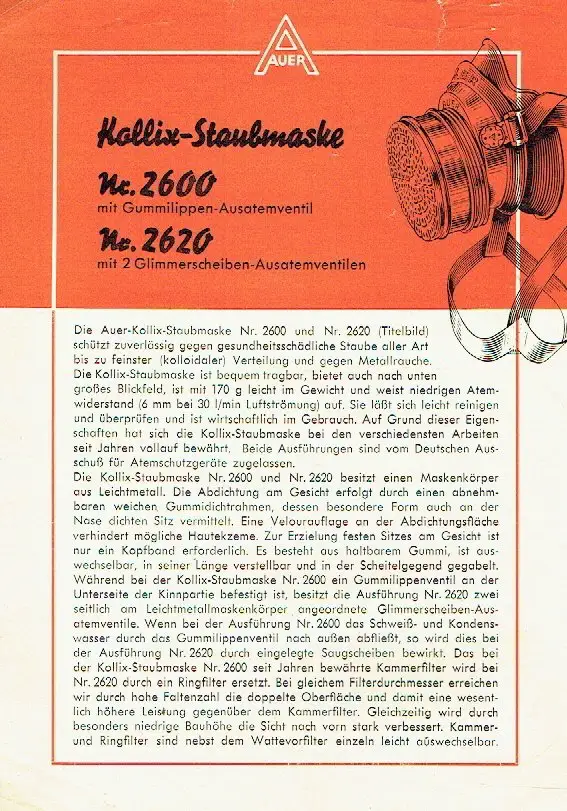 AUER
Kollix-Staubmaske
Nr. 2600
mit Gummilippen-Ausatemventil
Nr. 2620
mit 2 Glimmerscheiben-Ausatemventilen
Die Auer-Kollix-Staubmaske Nr. 2600 und Nr. 2620 (Titelbild)
schützt zuverlässig gegen gesundheitsschädliche Staube aller Art
bis zu feinster (kolloidaler) Verteilung und gegen Metallrauche.
Die Kollix-Staubmaske ist bequem tragbar, bietet auch nach unten
großes Blickfeld, ist mit 170 g leicht im Gewicht und weist niedrigen Atem-
widerstand (6 mm bei 30 l/min Luftströmung) auf. Sie läßt sich leicht reinigen
und überprüfen und ist wirtschaftlich im Gebrauch. Auf Grund dieser Eigen-
schaften hat sich die Kollix-Staubmaske bei den verschiedensten Arbeiten
seit Jahren vollauf bewährt. Beide Ausführungen sind vom Deutschen Aus-
schuß für Atemschutzgeräte zugelassen.
Die Kollix-Staubmaske Nr. 2600 und Nr. 2620 besitzt einen Maskenkörper
aus Leichtmetall. Die Abdichtung am Gesicht erfolgt durch einen abnehm-
baren weichen Gummidichtrahmen, dessen besondere Form auch an der
Nase dichten Sitz vermittelt. Eine Velourauflage an der Abdichtungsfläche
verhindert mögliche Hautekzeme. Zur Erzielung festen Sitzes am Gesicht ist
nur ein Kopfband erforderlich. Es besteht aus haltbarem Gummi, ist aus-
wechselbar, in seiner Länge verstellbar und in der Scheitelgegend gegabelt.
Während bei der Kollix-Staubmaske Nr. 2600 ein Gummilippenventil an der
Unterseite der Kinnpartie befestigt ist, besitzt die Ausführung Nr. 2620 zwei
seitlich am Leichtmetallmaskenkörper angeordnete Glimmerscheiben-Aus-
atemventile. Wenn bei der Ausführung Nr. 2600 das Schweiß- und Kondens-
wasser durch das Gummilippenventil nach außen abfließt, so wird dies bei
der Ausführung Nr. 2620 durch eingelegte Saugscheiben bewirkt. Das bei
der Kollix-Staubmaske Nr. 2600 seit Jahren bewährte Kammerfilter wird bei
Nr. 2620 durch ein Ringfilter ersetzt. Bei gleichem Filterdurchmesser erreichen
wir durch hohe Faltenzahl die doppelte Oberfläche und damit eine wesent-
lich höhere Leistung gegenüber dem Kammerfilter. Gleichzeitig wird durch
besonders niedrige Bauhöhe die Sicht nach vorn stark verbessert. Kammer-
und Ringfilter sind nebst dem Wattevorfilter einzeln leicht auswechselbar.